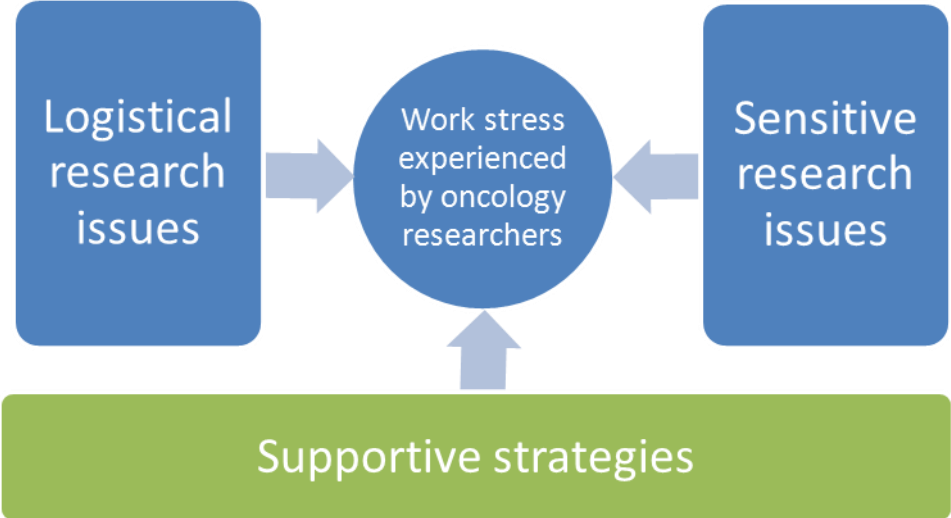 Logistical
research
issues
Work stress
experienced
by oncology
researchers
Sensitive
research
issues
Supportive strategies